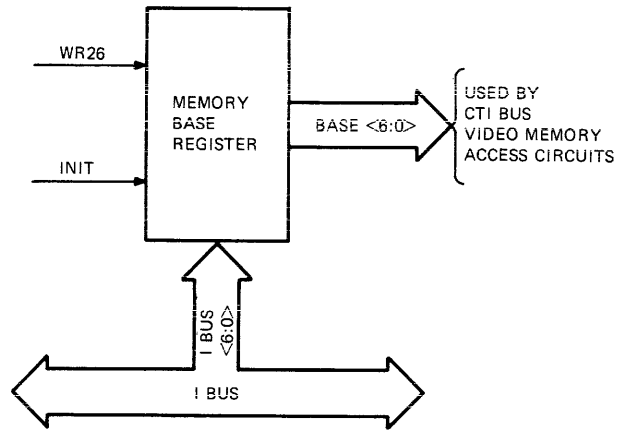 WR26
MEMORY
BASE
REGISTER
INIT
BASE <6:0>
USED BY
CTI BUS
VIDEO MEMORY
ACCESS CIRCUITS
I BUS
<6:0>
I BUS